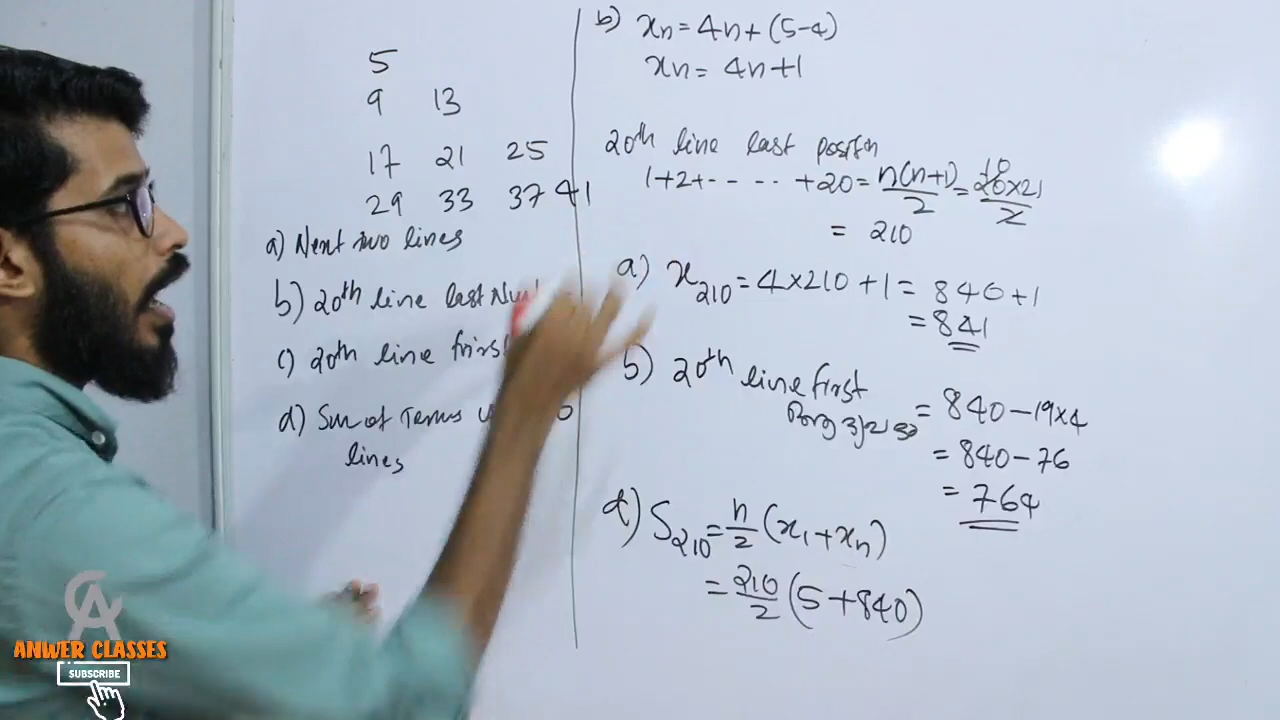 5
9 13
17 21 25
29 33 37 41
a) Next two lines
b) 20th line last
c) 20th line
d) Sum of Terms
lines
b) xn = 4n + (5-4)
xn = 4n+1
20th line last
1+2+ - - - - - +20 = n(n+1)/2 = 20×21/2
10
= 210
a) x210 = 4×210 +1 = 840 +1
= 841
b) 20th line first
= 840 - 19×4
= 840 - 76
= 764
d) S210 = n/2 (x1 + xn)
= 210/2 (5+840)
ANWER CLASSES
SUBSCRIBE